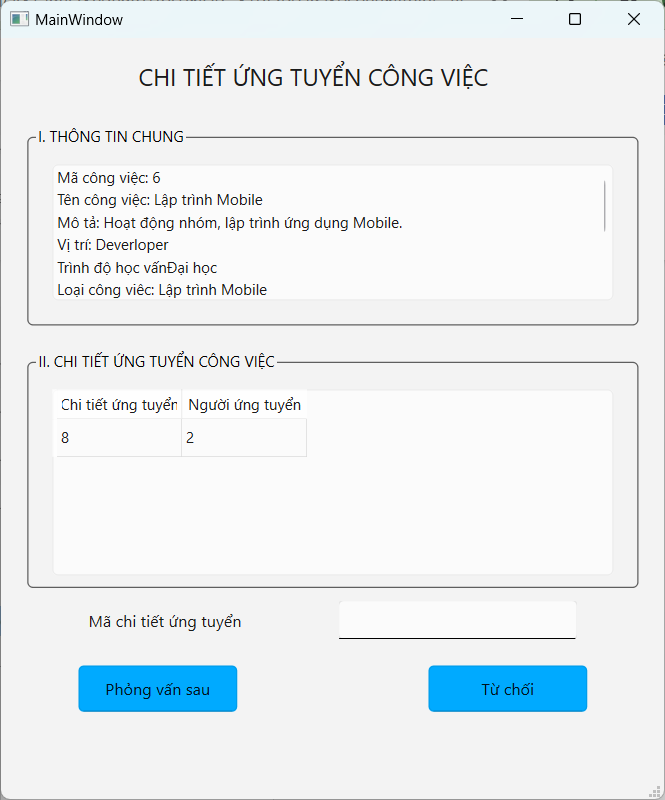 MainWindow
CHI TIẾT ỨNG TUYỂN CÔNG VIỆC
I. THÔNG TIN CHUNG
Mã công việc: 6
Tên công việc: Lập trình Mobile
Mô tả: Hoạt động nhóm, lập trình ứng dụng Mobile.
Vị trí: Deverloper
Trình độ học vấnĐại học
Loại công viêc: Lập trình Mobile
II. CHI TIẾT ỨNG TUYỂN CÔNG VIỆC
Chi tiết ứng tuyển Người ứng tuyển
8 2
Mã chi tiết ứng tuyển
Phỏng vấn sau Từ chối